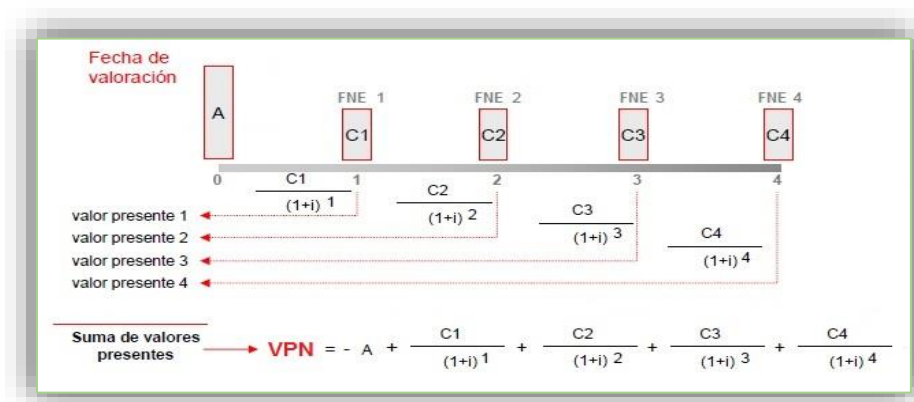 Fecha de
valoración
FNE 1 FNE 2 FNE 3 FNE 4
A
C1 C2 C3 C4
0 1 2 3 4
C1
(1+i) 1
C2
(1+i) 2
C3
(1+i) 3
C4
(1+i) 4
valor presente 1
valor presente 2
valor presente 3
valor presente 4
Suma de valores
presentes
VPN = - A + C1 + C2 + C3 + C4
(1+i) 1 (1+i) 2 (1+i) 3 (1+i) 4